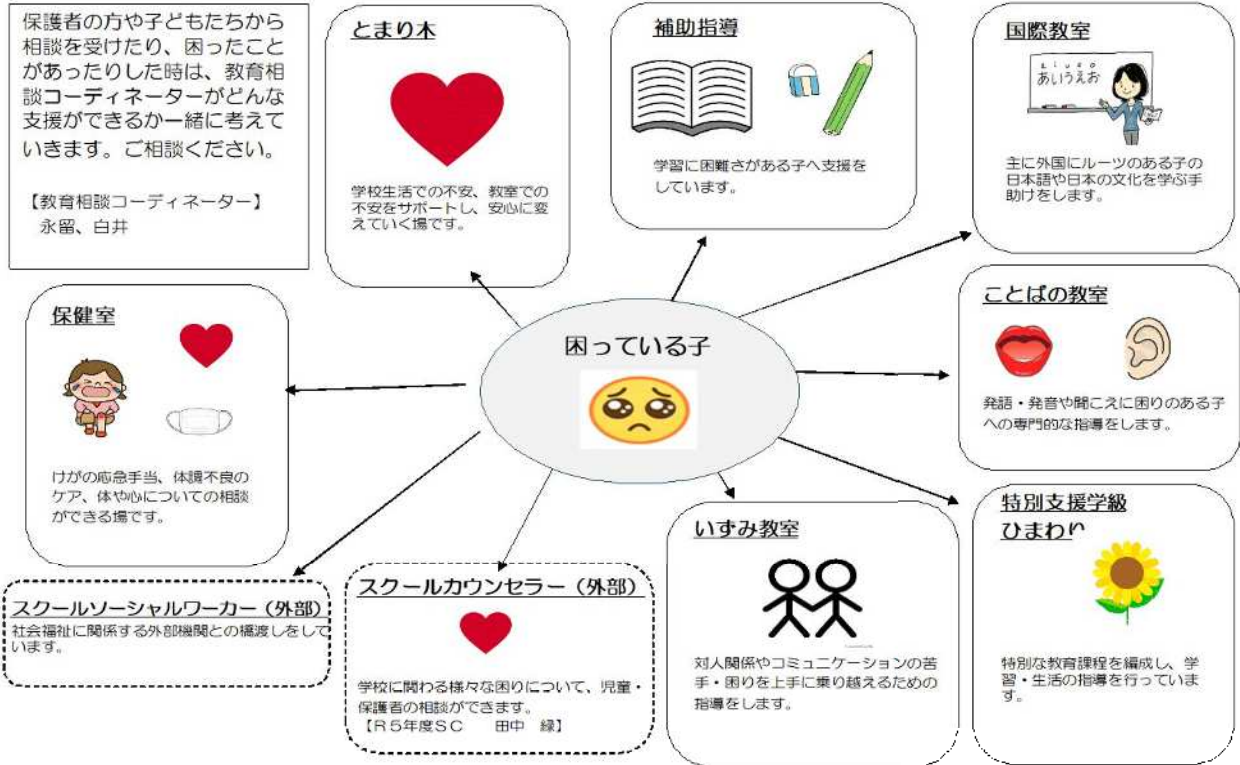 保護者の方や子どもたちから
相談を受けたり、困ったこと
があったりした時は、教育相
談コーディネーターがどんな
支援ができるか一緒に考えて
いきます。ご相談ください。
【教育相談コーディネーター】
永留、白井
とまり木
学校生活での不安、教室での
不安をサポートし、安心に変
えていく場です。
補助指導
学習に困難さがある子へ支援を
しています。
国際教室
あいうえお
主に外国にルーツのある子の
日本語や日本の文化を学ぶ手
助けをします。
保健室
けがの応急手当、体調不良の
ケア、体や心についての相談
ができる場です。
困っている子
ことばの教室
発語・発音や聞こえに困りのある子
への専門的な指導をします。
スクールソーシャルワーカー（外部）
社会福祉に関係する外部機関との橋渡しをして
います。
スクールカウンセラー（外部）
学校に関わる様々な困りについて、児童・
保護者の相談ができます。
【R５年度SC　田中　緑】
いずみ教室
対人関係やコミュニケーションの苦
手・困りを上手に乗り越えるための
指導をします。
特別支援学級
ひまわり
特別な教育課程を編成し、学
習・生活の指導を行っていま
す。